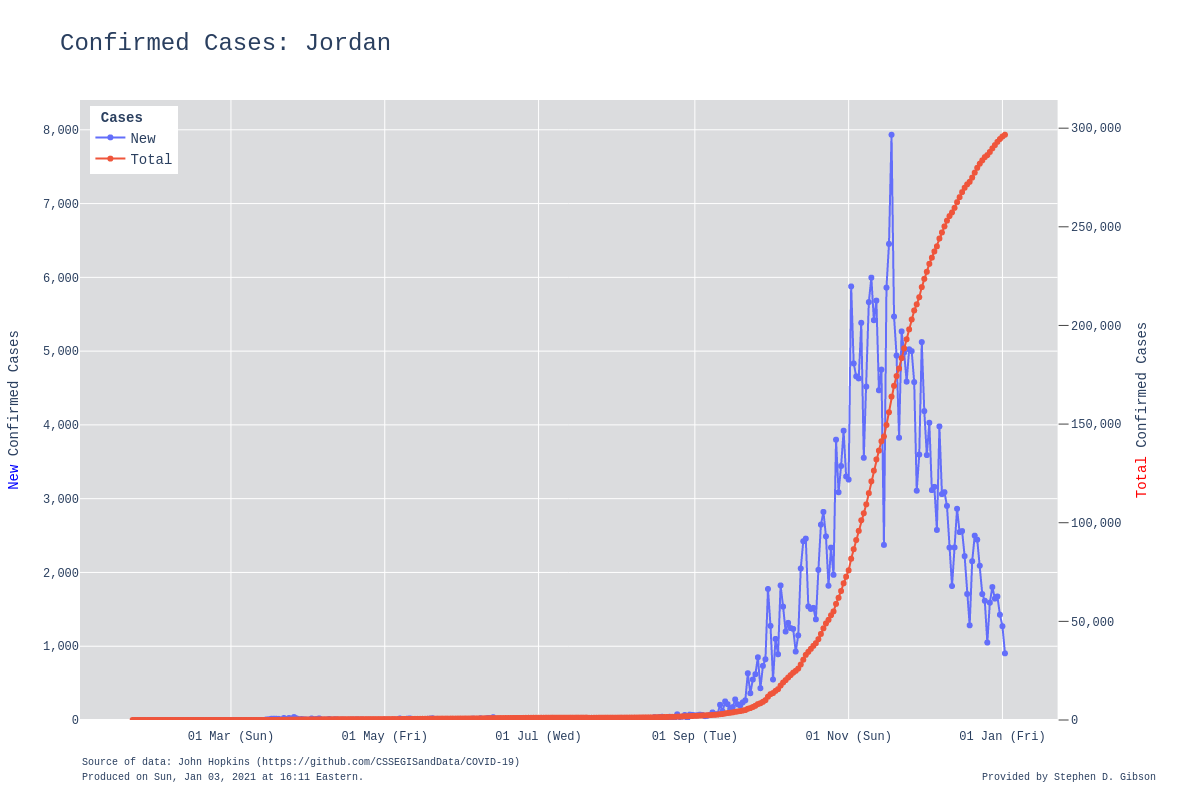 Confirmed Cases: Jordan
Cases
New
Total
8,000
7,000
6,000
5,000
4,000
3,000
2,000
1,000
0
New Confirmed Cases
300,000
250,000
200,000
150,000
100,000
50,000
0
Total Confirmed Cases
01 Mar (Sun) 01 May (Fri) 01 Jul (Wed) 01 Sep (Tue) 01 Nov (Sun) 01 Jan (Fri)
Source of data: John Hopkins (https://github.com/CSSEGISandData/COVID-19)
Produced on Sun, Jan 03, 2021 at 16:11 Eastern.
Provided by Stephen D. Gibson